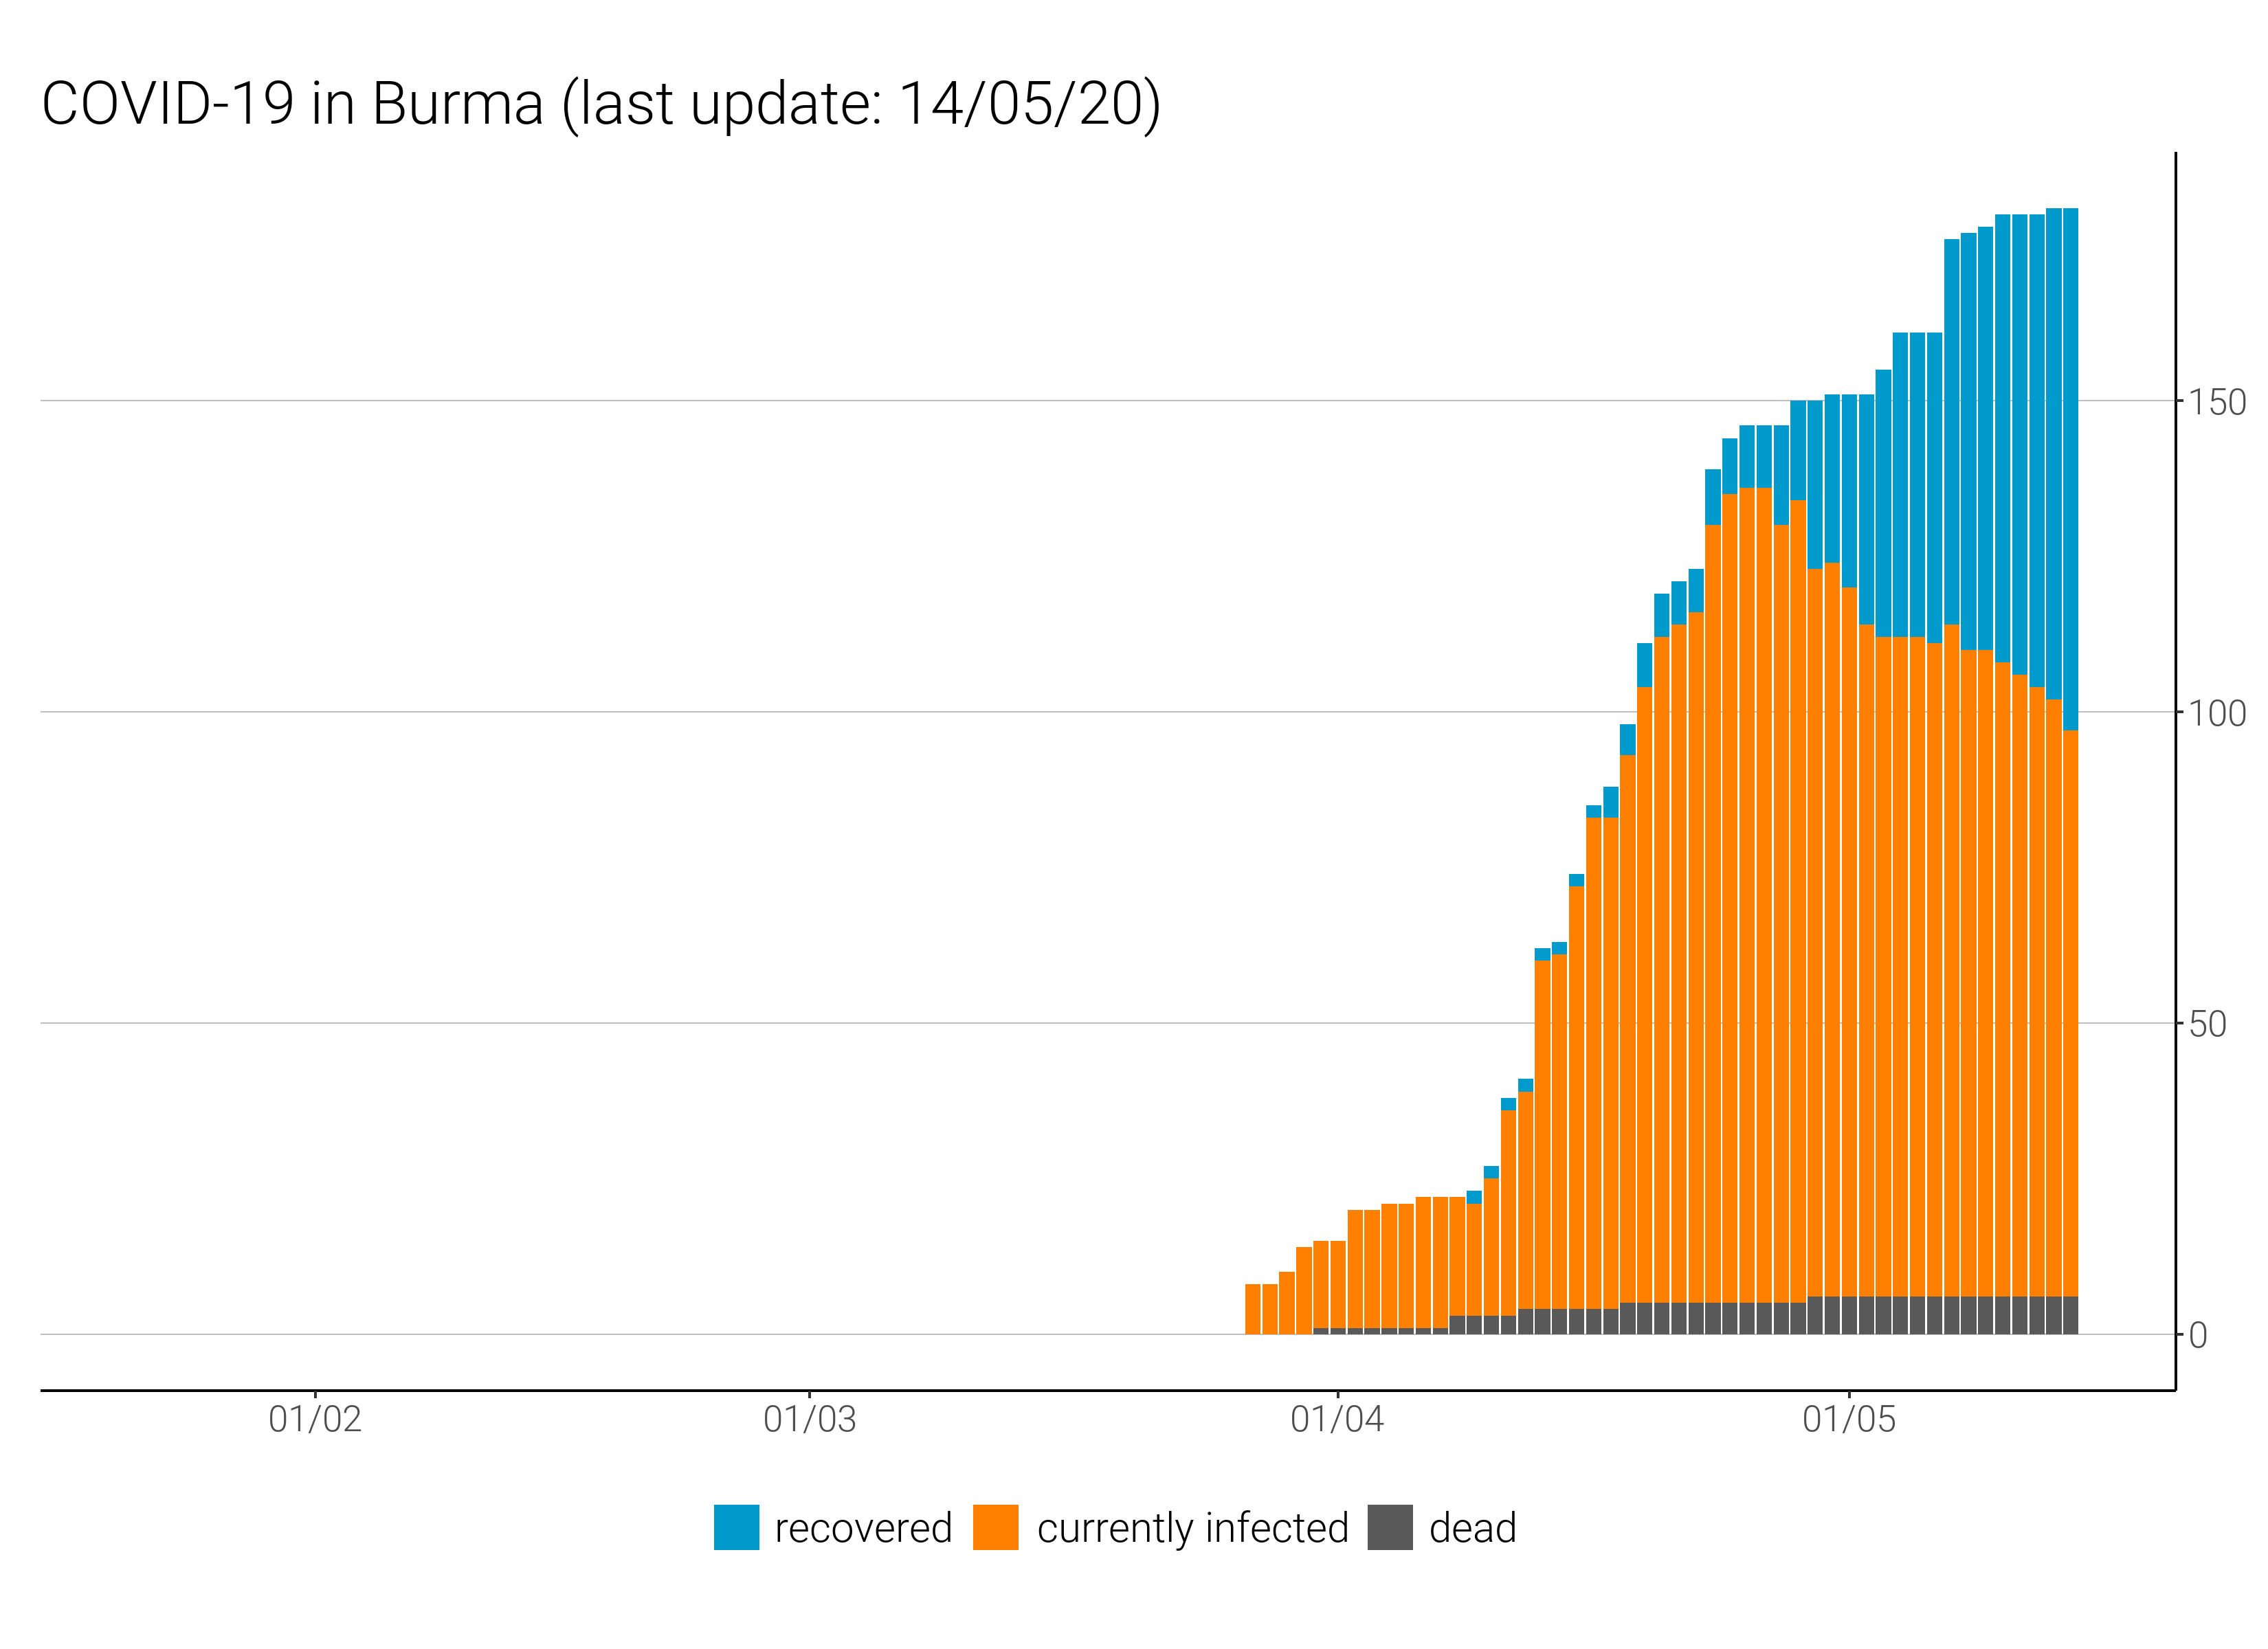 COVID-19 in Burma (last update: 14/05/20)
150
100
50
0
01/02 01/03 01/04 01/05
recovered currently infected dead